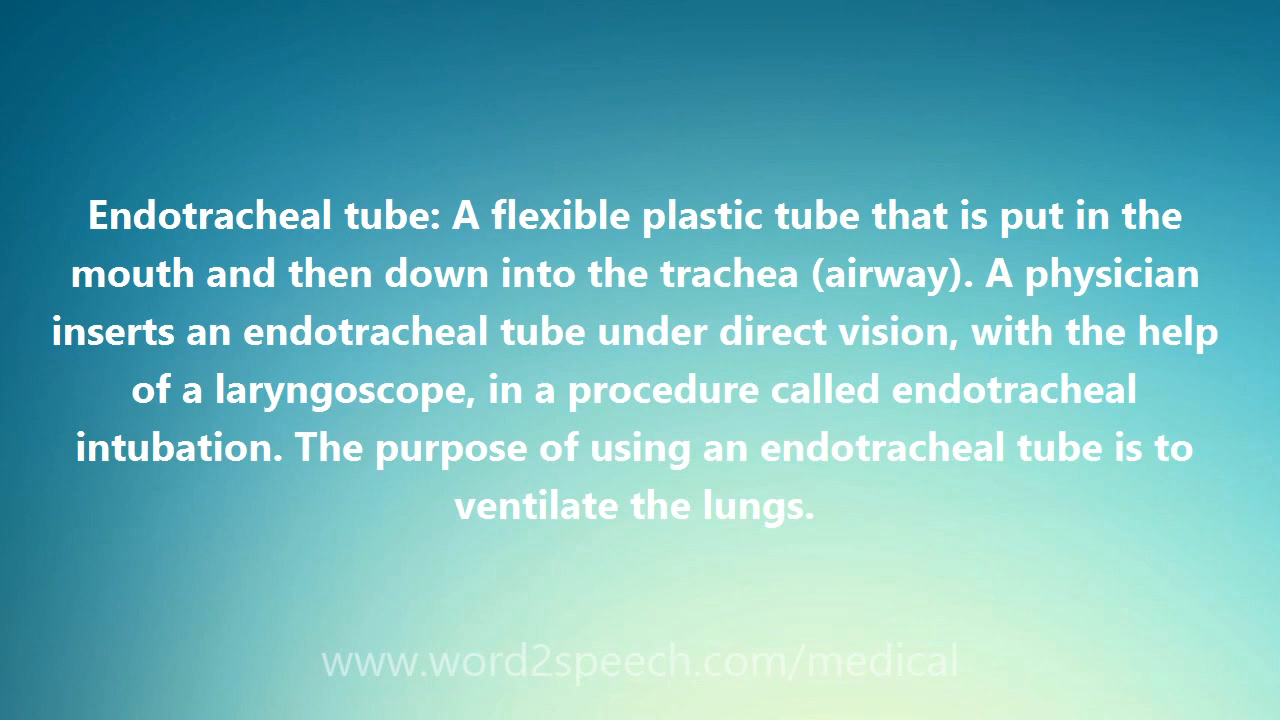 Endotracheal tube: A flexible plastic tube that is put in the
mouth and then down into the trachea (airway). A physician
inserts an endotracheal tube under direct vision, with the help
of a laryngoscope, in a procedure called endotracheal
intubation. The purpose of using an endotracheal tube is to
ventilate the lungs.
www.word2speech.com/medical